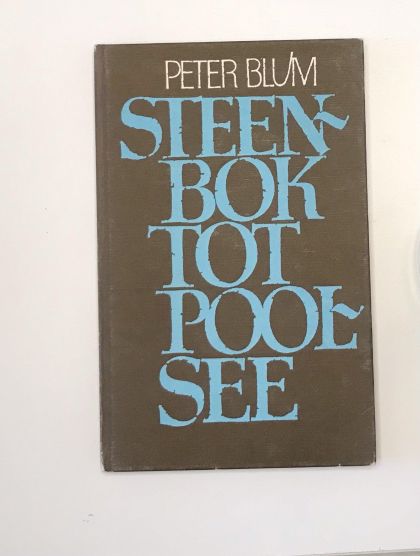 PETER BLUM
STEEN-
BOK
TOT
POOL-
SEE